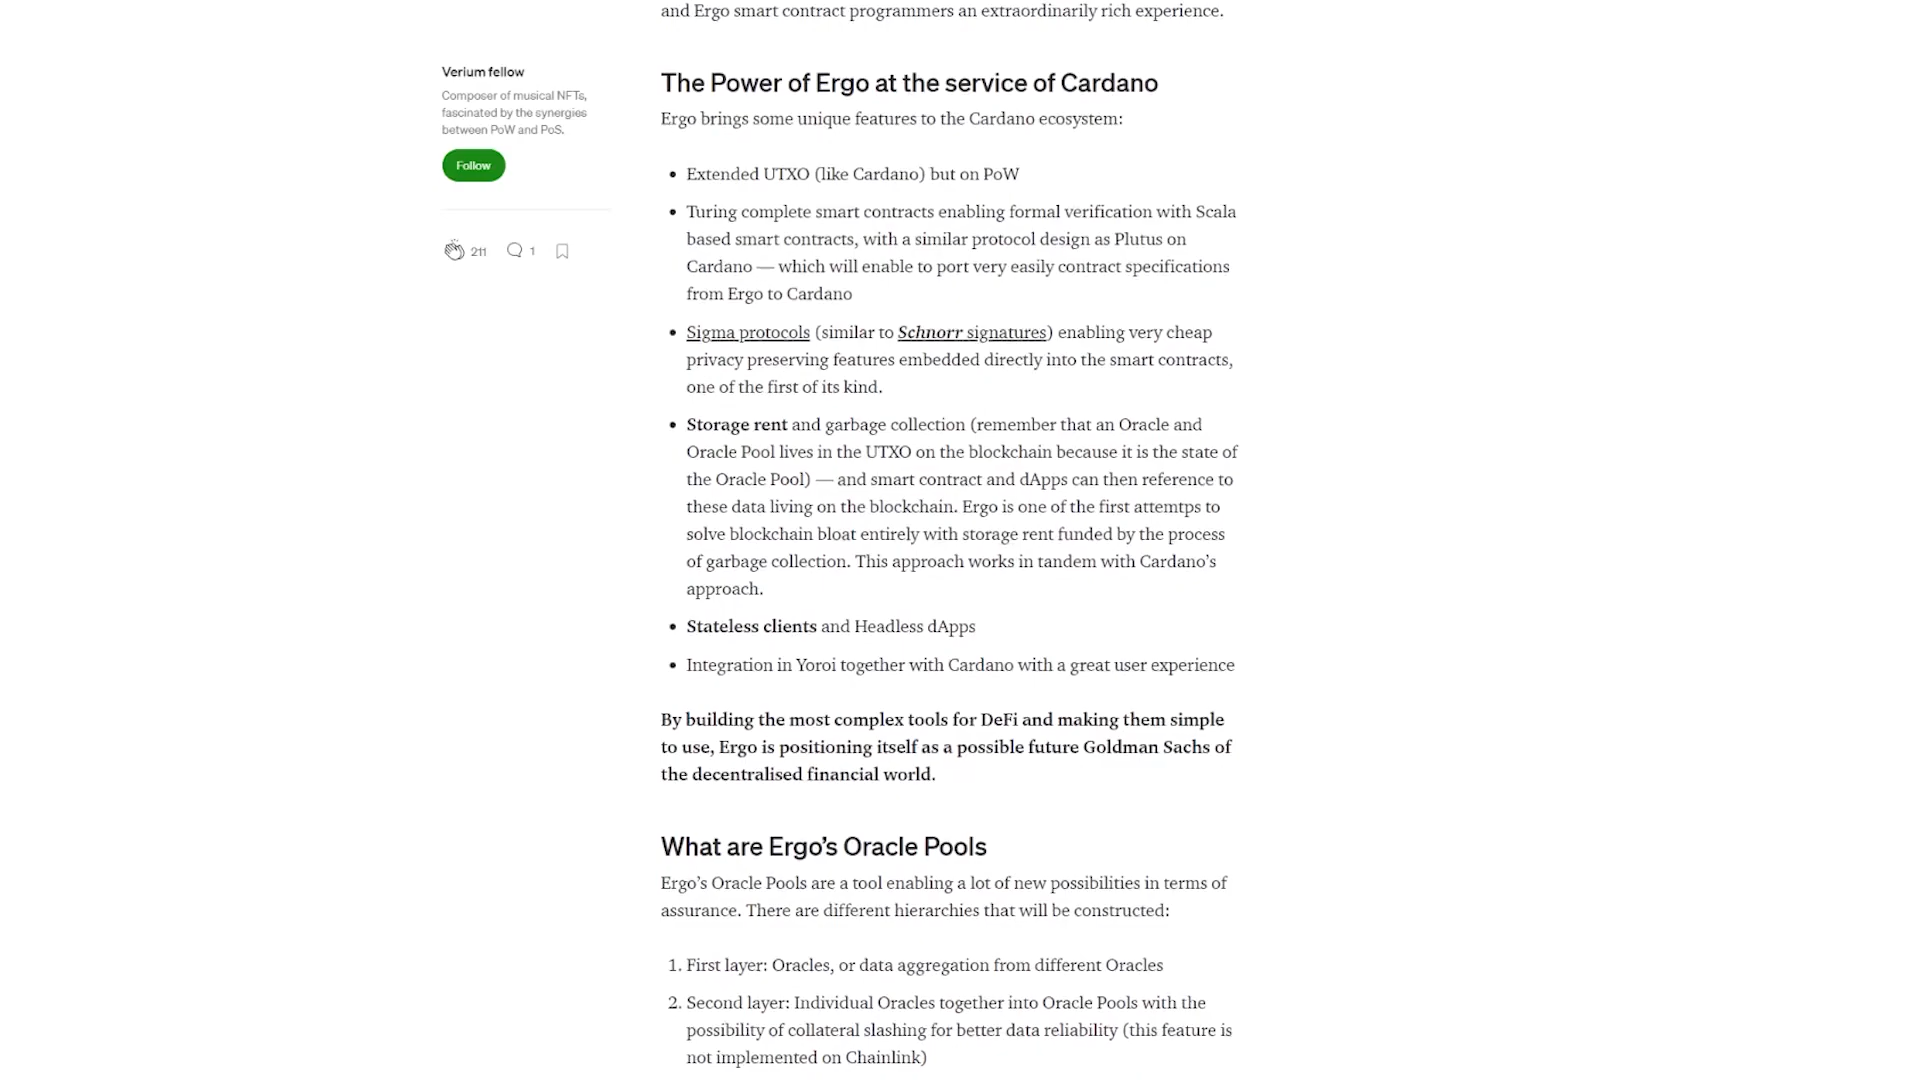 and Ergo smart contract programmers an extraordinarily rich experience.
Verium fellow
Composer of musical NFTs,
fascinated by the synergies
between PoW and PoS.
Follow
211
1
The Power of Ergo at the service of Cardano
Ergo brings some unique features to the Cardano ecosystem:
• Extended UTXO (like Cardano) but on PoW
• Turing complete smart contracts enabling formal verification with Scala
based smart contracts, with a similar protocol design as Plutus on
Cardano — which will enable to port very easily contract specifications
from Ergo to Cardano
• Sigma protocols (similar to Schnorr signatures) enabling very cheap
privacy preserving features embedded directly into the smart contracts,
one of the first of its kind.
• Storage rent and garbage collection (remember that an Oracle and
Oracle Pool lives in the UTXO on the blockchain because it is the state of
the Oracle Pool) — and smart contract and dApps can then reference to
these data living on the blockchain. Ergo is one of the first attemtps to
solve blockchain bloat entirely with storage rent funded by the process
of garbage collection. This approach works in tandem with Cardano’s
approach.
• Stateless clients and Headless dApps
• Integration in Yoroi together with Cardano with a great user experience
By building the most complex tools for DeFi and making them simple
to use, Ergo is positioning itself as a possible future Goldman Sachs of
the decentralised financial world.
What are Ergo’s Oracle Pools
Ergo’s Oracle Pools are a tool enabling a lot of new possibilities in terms of
assurance. There are different hierarchies that will be constructed:
1. First layer: Oracles, or data aggregation from different Oracles
2. Second layer: Individual Oracles together into Oracle Pools with the
possibility of collateral slashing for better data reliability (this feature is
not implemented on Chainlink)